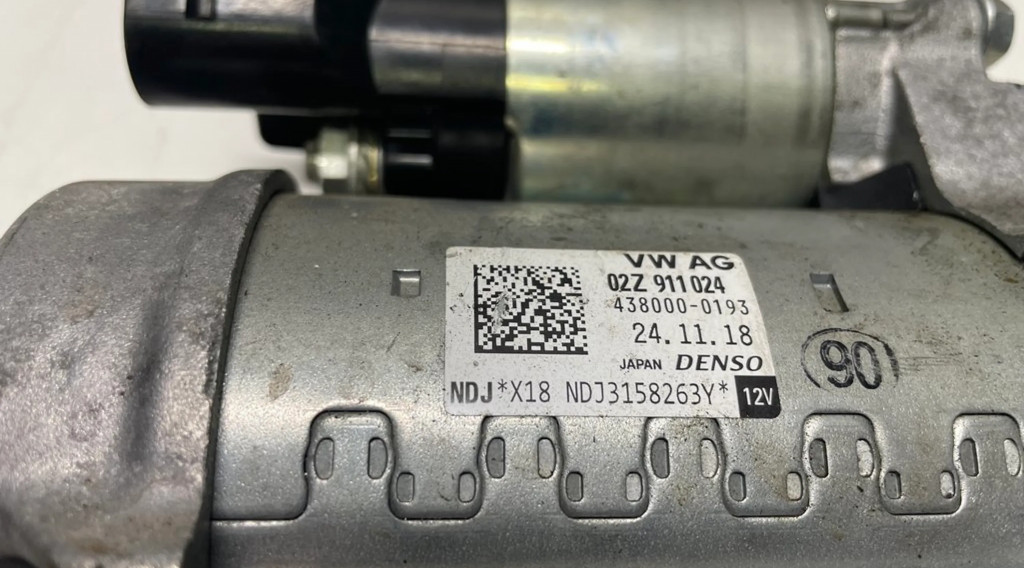 VW AG
02Z 911 024
438000-0193
24.11.18
JAPAN DENSO
NDJ*X18 NDJ3158263Y* 12V
90